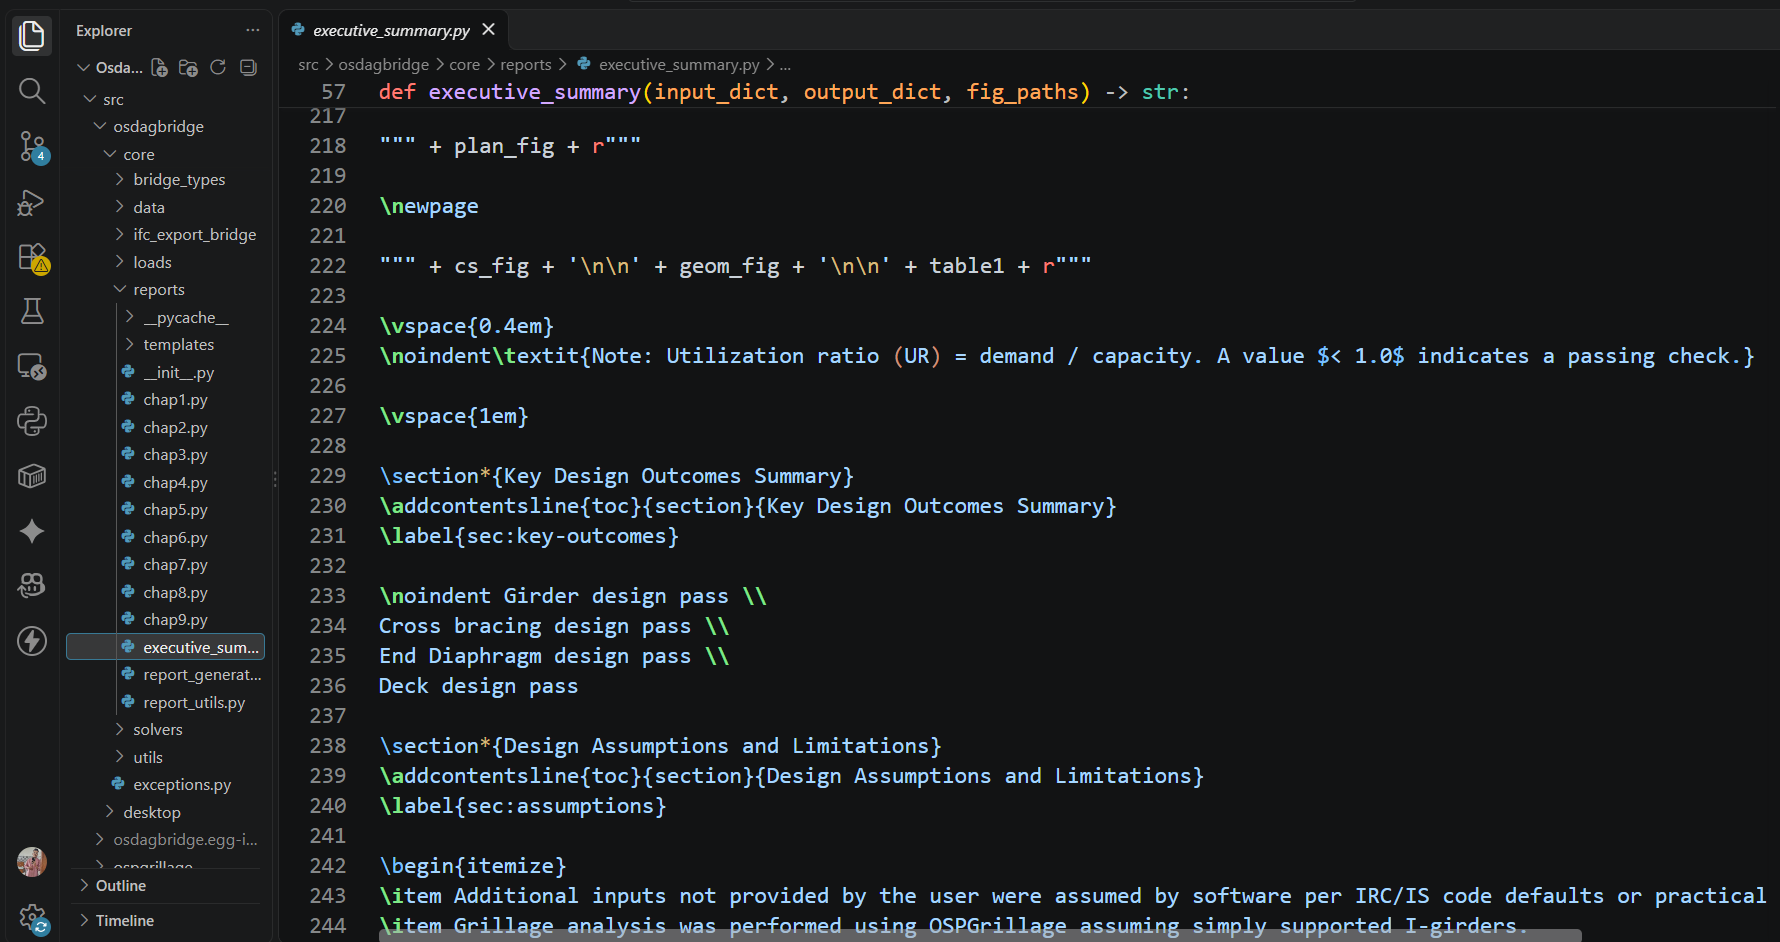 Explorer
Osda...
src
osdagbridge
core
bridge_types
data
ifc_export_bridge
loads
reports
__pycache__
templates
__init__.py
chap1.py
chap2.py
chap3.py
chap4.py
chap5.py
chap6.py
chap7.py
chap8.py
chap9.py
executive_summ...
report_generat...
report_utils.py
solvers
utils
exceptions.py
desktop
osdagbridge.egg-i...
ospgrillage
Outline
Timeline
4
executive_summary.py
src > osdagbridge > core > reports > executive_summary.py > ...
57 def executive_summary(input_dict, output_dict, fig_paths) -> str:
217
218 """ + plan_fig + r"""
219
220 \newpage
221
222 """ + cs_fig + '\n\n' + geom_fig + '\n\n' + table1 + r"""
223
224 \vspace{0.4em}
225 \noindent\textit{Note: Utilization ratio (UR) = demand / capacity. A value $< 1.0$ indicates a passing check.}
226
227 \vspace{1em}
228
229 \section*{Key Design Outcomes Summary}
230 \addcontentsline{toc}{section}{Key Design Outcomes Summary}
231 \label{sec:key-outcomes}
232
233 \noindent Girder design pass \\
234 Cross bracing design pass \\
235 End Diaphragm design pass \\
236 Deck design pass
237
238 \section*{Design Assumptions and Limitations}
239 \addcontentsline{toc}{section}{Design Assumptions and Limitations}
240 \label{sec:assumptions}
241
242 \begin{itemize}
243 \item Additional inputs not provided by the user were assumed by software per IRC/IS code defaults or practical
244 \item Grillage analysis was performed using OSPGrillage assuming simply supported I-girders.